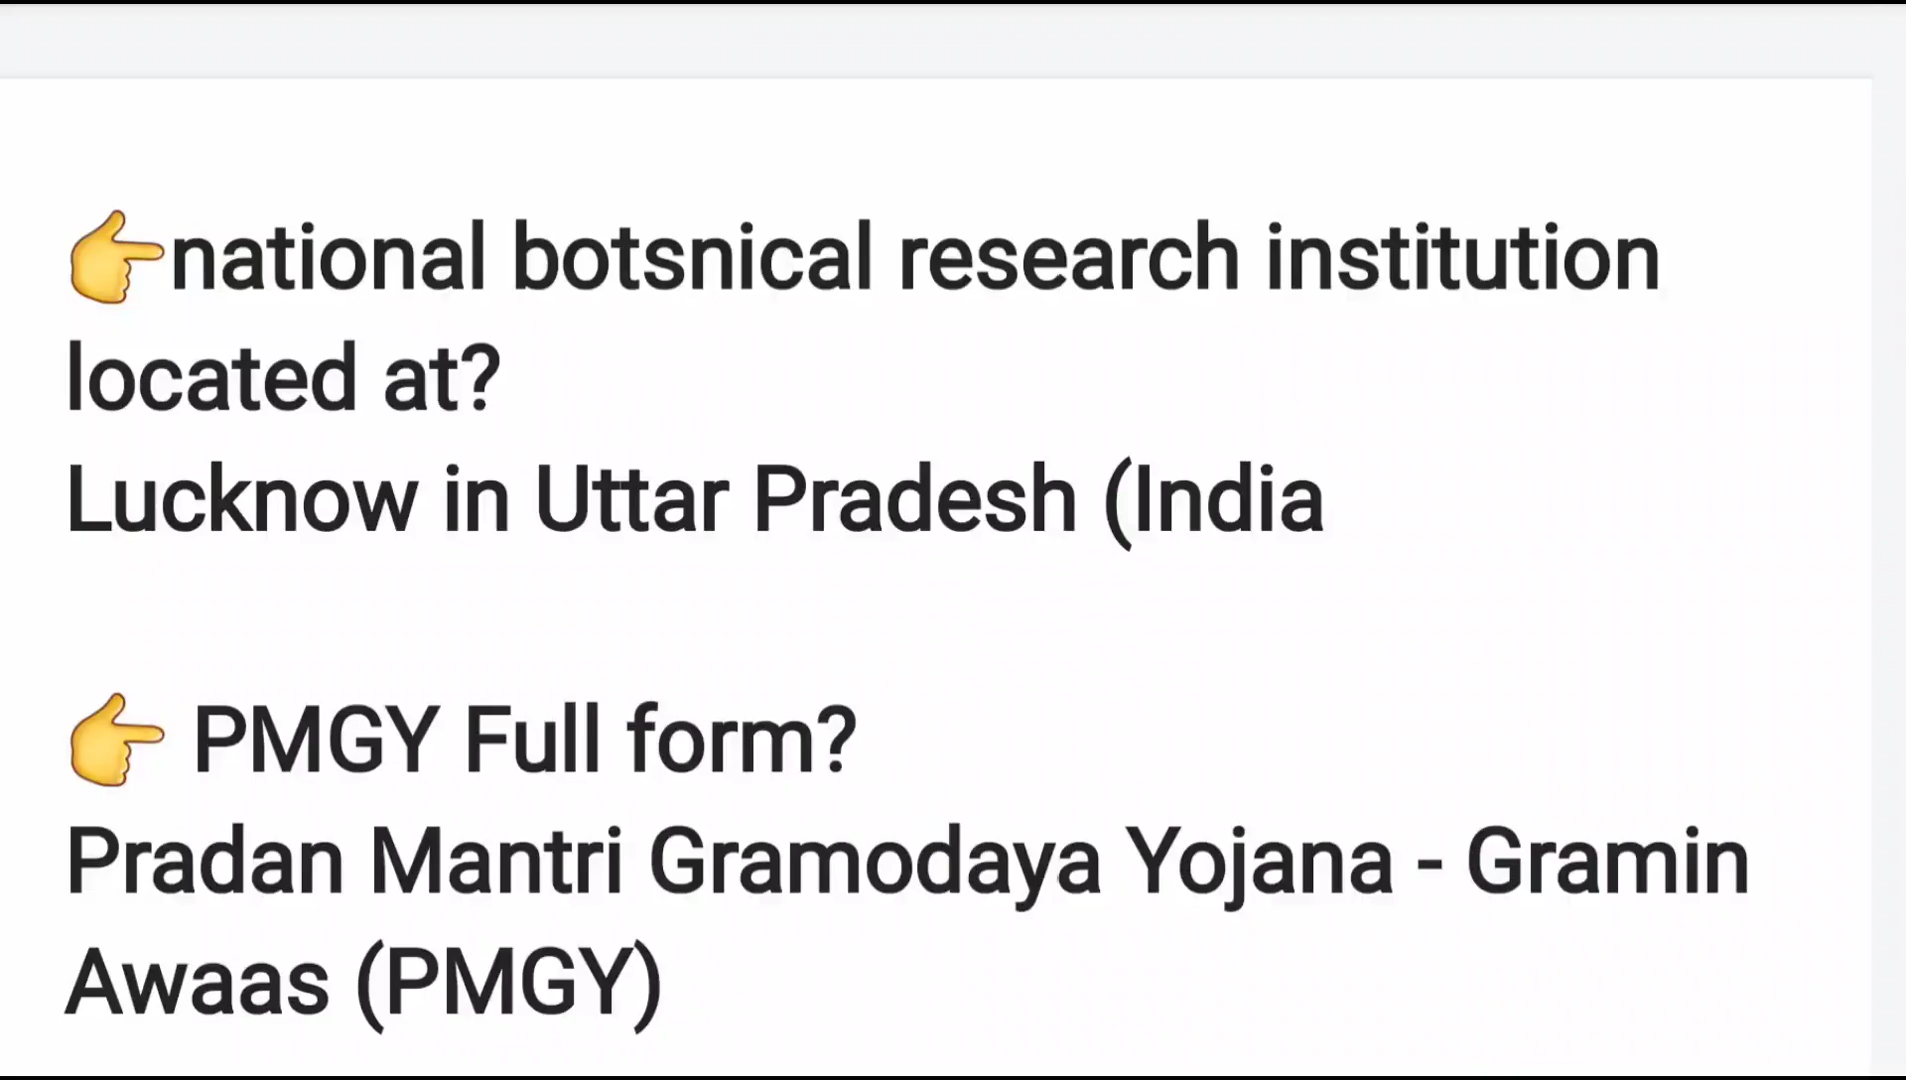 👉national botsnical research institution
located at?
Lucknow in Uttar Pradesh (India
👉 PMGY Full form?
Pradan Mantri Gramodaya Yojana - Gramin
Awaas (PMGY)